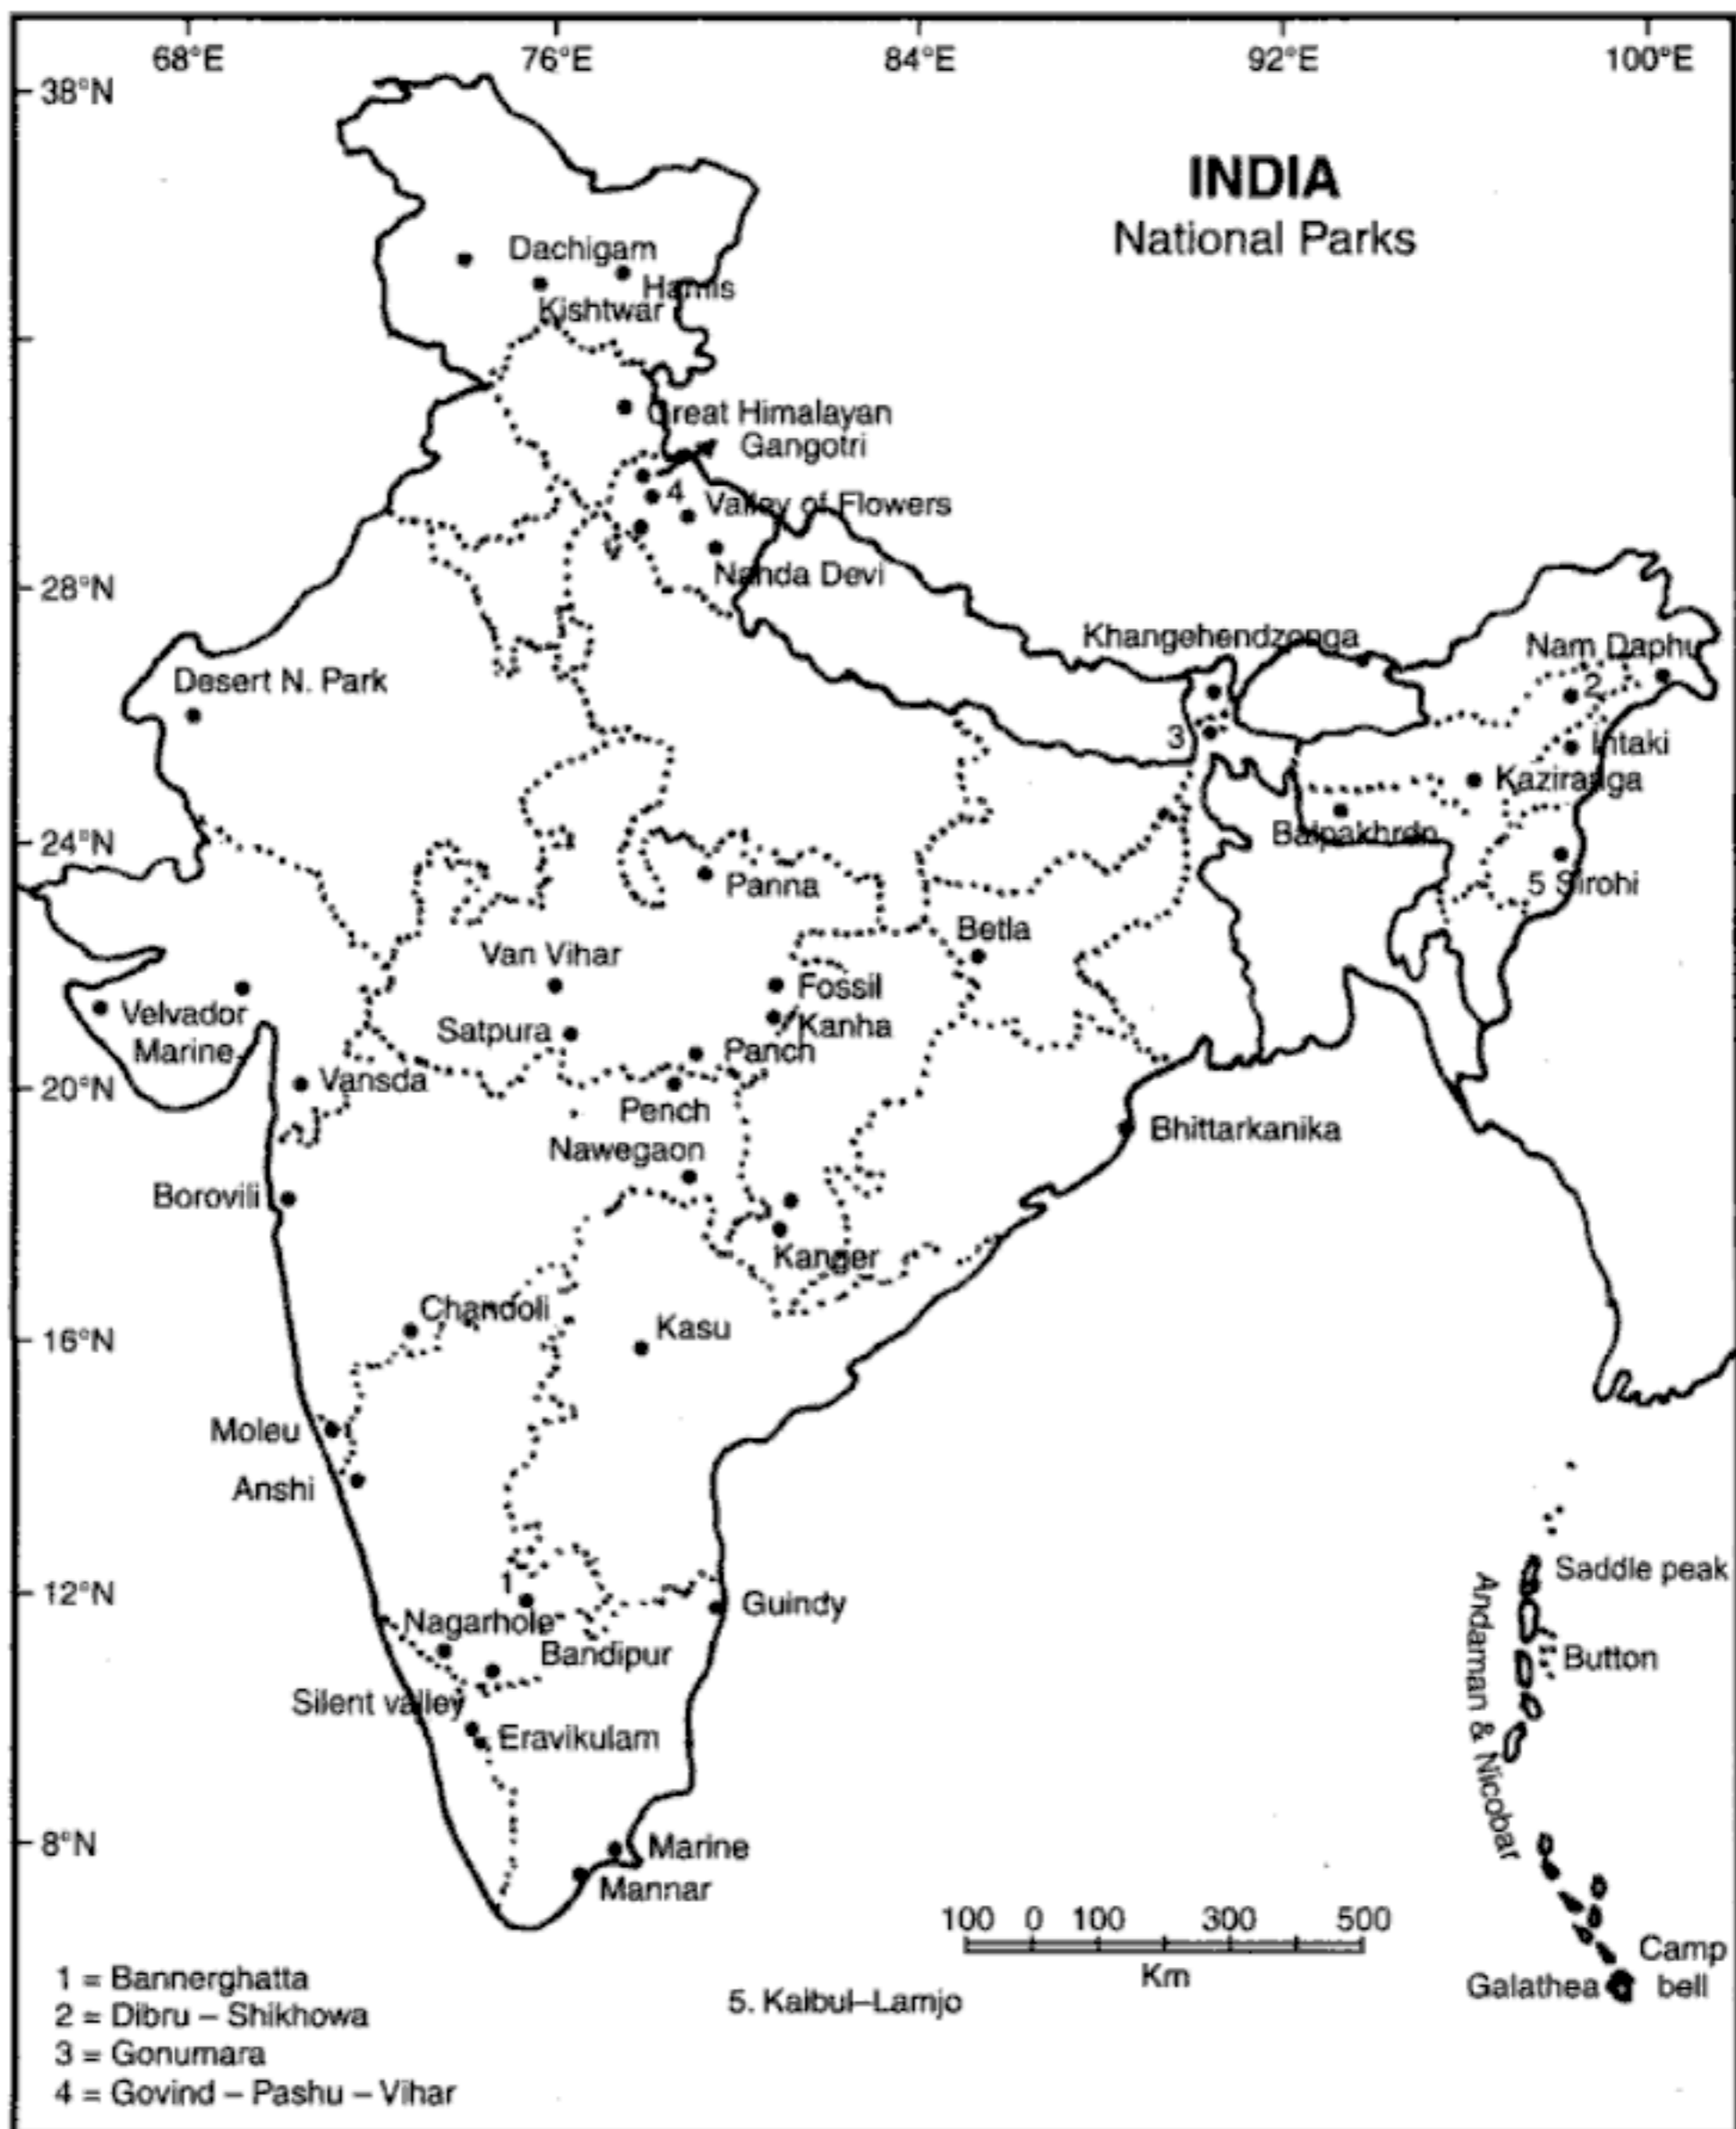 68°E 76°E 84°E 92°E 100°E
38°N
INDIA
National Parks
Dachigam
Hamis
Kishtwar
Great Himalayan
Gangotri
4
Valley of Flowers
Nanda Devi
28°N
Khangehendzonga
Nam Daphu
Desert N. Park
2
3
Intaki
Kaziranga
24°N
Balpakhrdn
Panna
5 Sirohi
Betla
Van Vihar
Fossil
Velvador
Satpura
Kanha
Marine
Panch
Vansda
20°N
Pench
Bhittarkanika
Nawegaon
Borovili
Kanger
Chandoli
Kasu
16°N
Moleu
Anshi
Saddle peak
1
12°N
Guindy
Nagarhole
Bandipur
Button
Andaman & Nicobar
Silent valley
Eravikulam
8°N
Marine
Mannar
100 0 100 300 500
Km
Camp
bell
Galathea
1 = Bannerghatta
5. Kalbul–Lamjo
2 = Dibru – Shikhowa
3 = Gonumara
4 = Govind – Pashu – Vihar